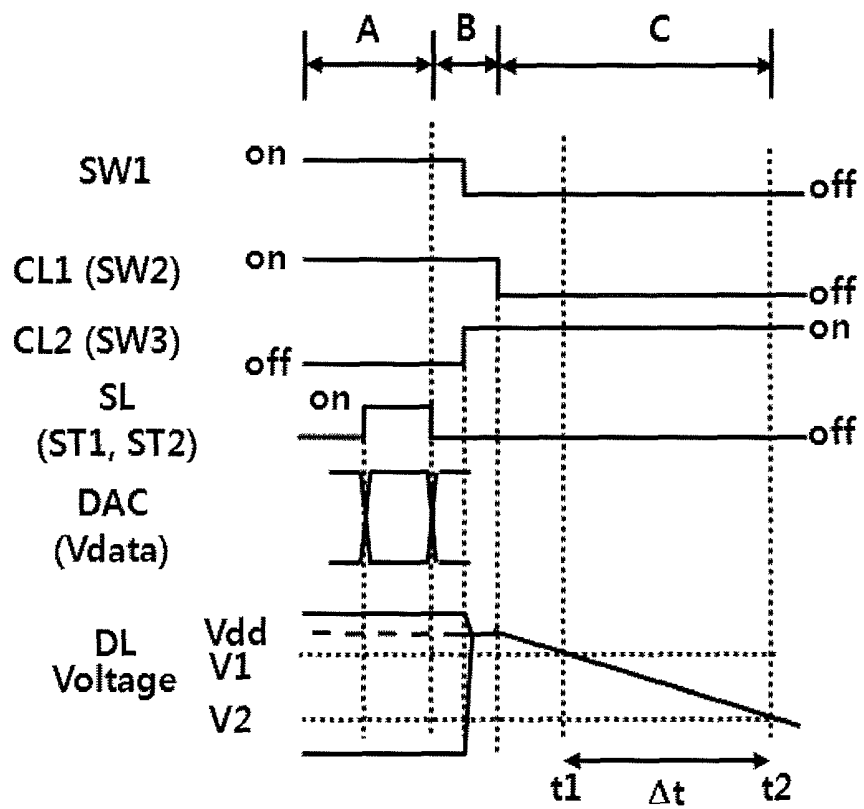 A B C
SW1 on off
CL1 (SW2) on off
CL2 (SW3) off on
SL on
(ST1, ST2) off
DAC
(Vdata)
DL Vdd
Voltage V1
V2
t1 Δt t2